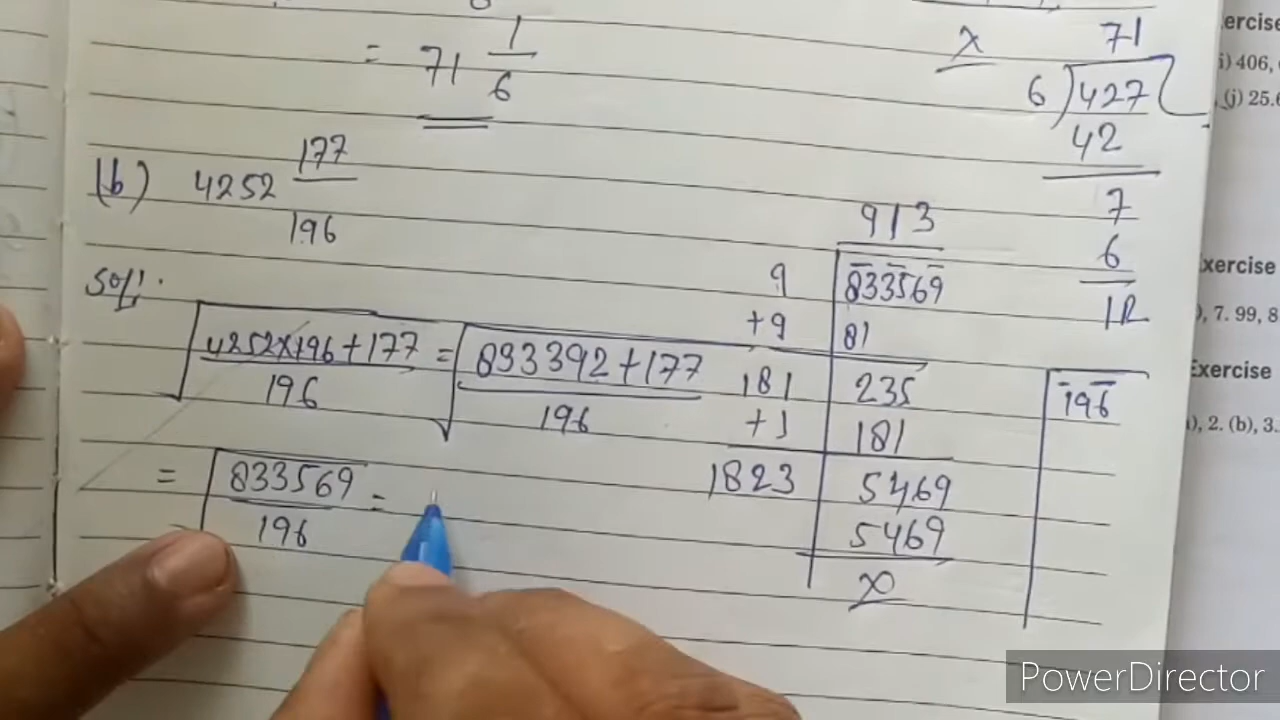 = 71 1/6
x
71
6 ) 427
42
7
6
1R
(b) 4252 177/196
Sol:
√(4252×196+177)/196 = √(833392+177)/196
= √833569/196 =
913
9 833569
+9 81
181 235
+1 181
1823 5469
5469
x
196
ercise
i) 406,
(j) 25.6
xercise
, 7. 99, 8
Exercise
), 2. (b), 3.
PowerDirector